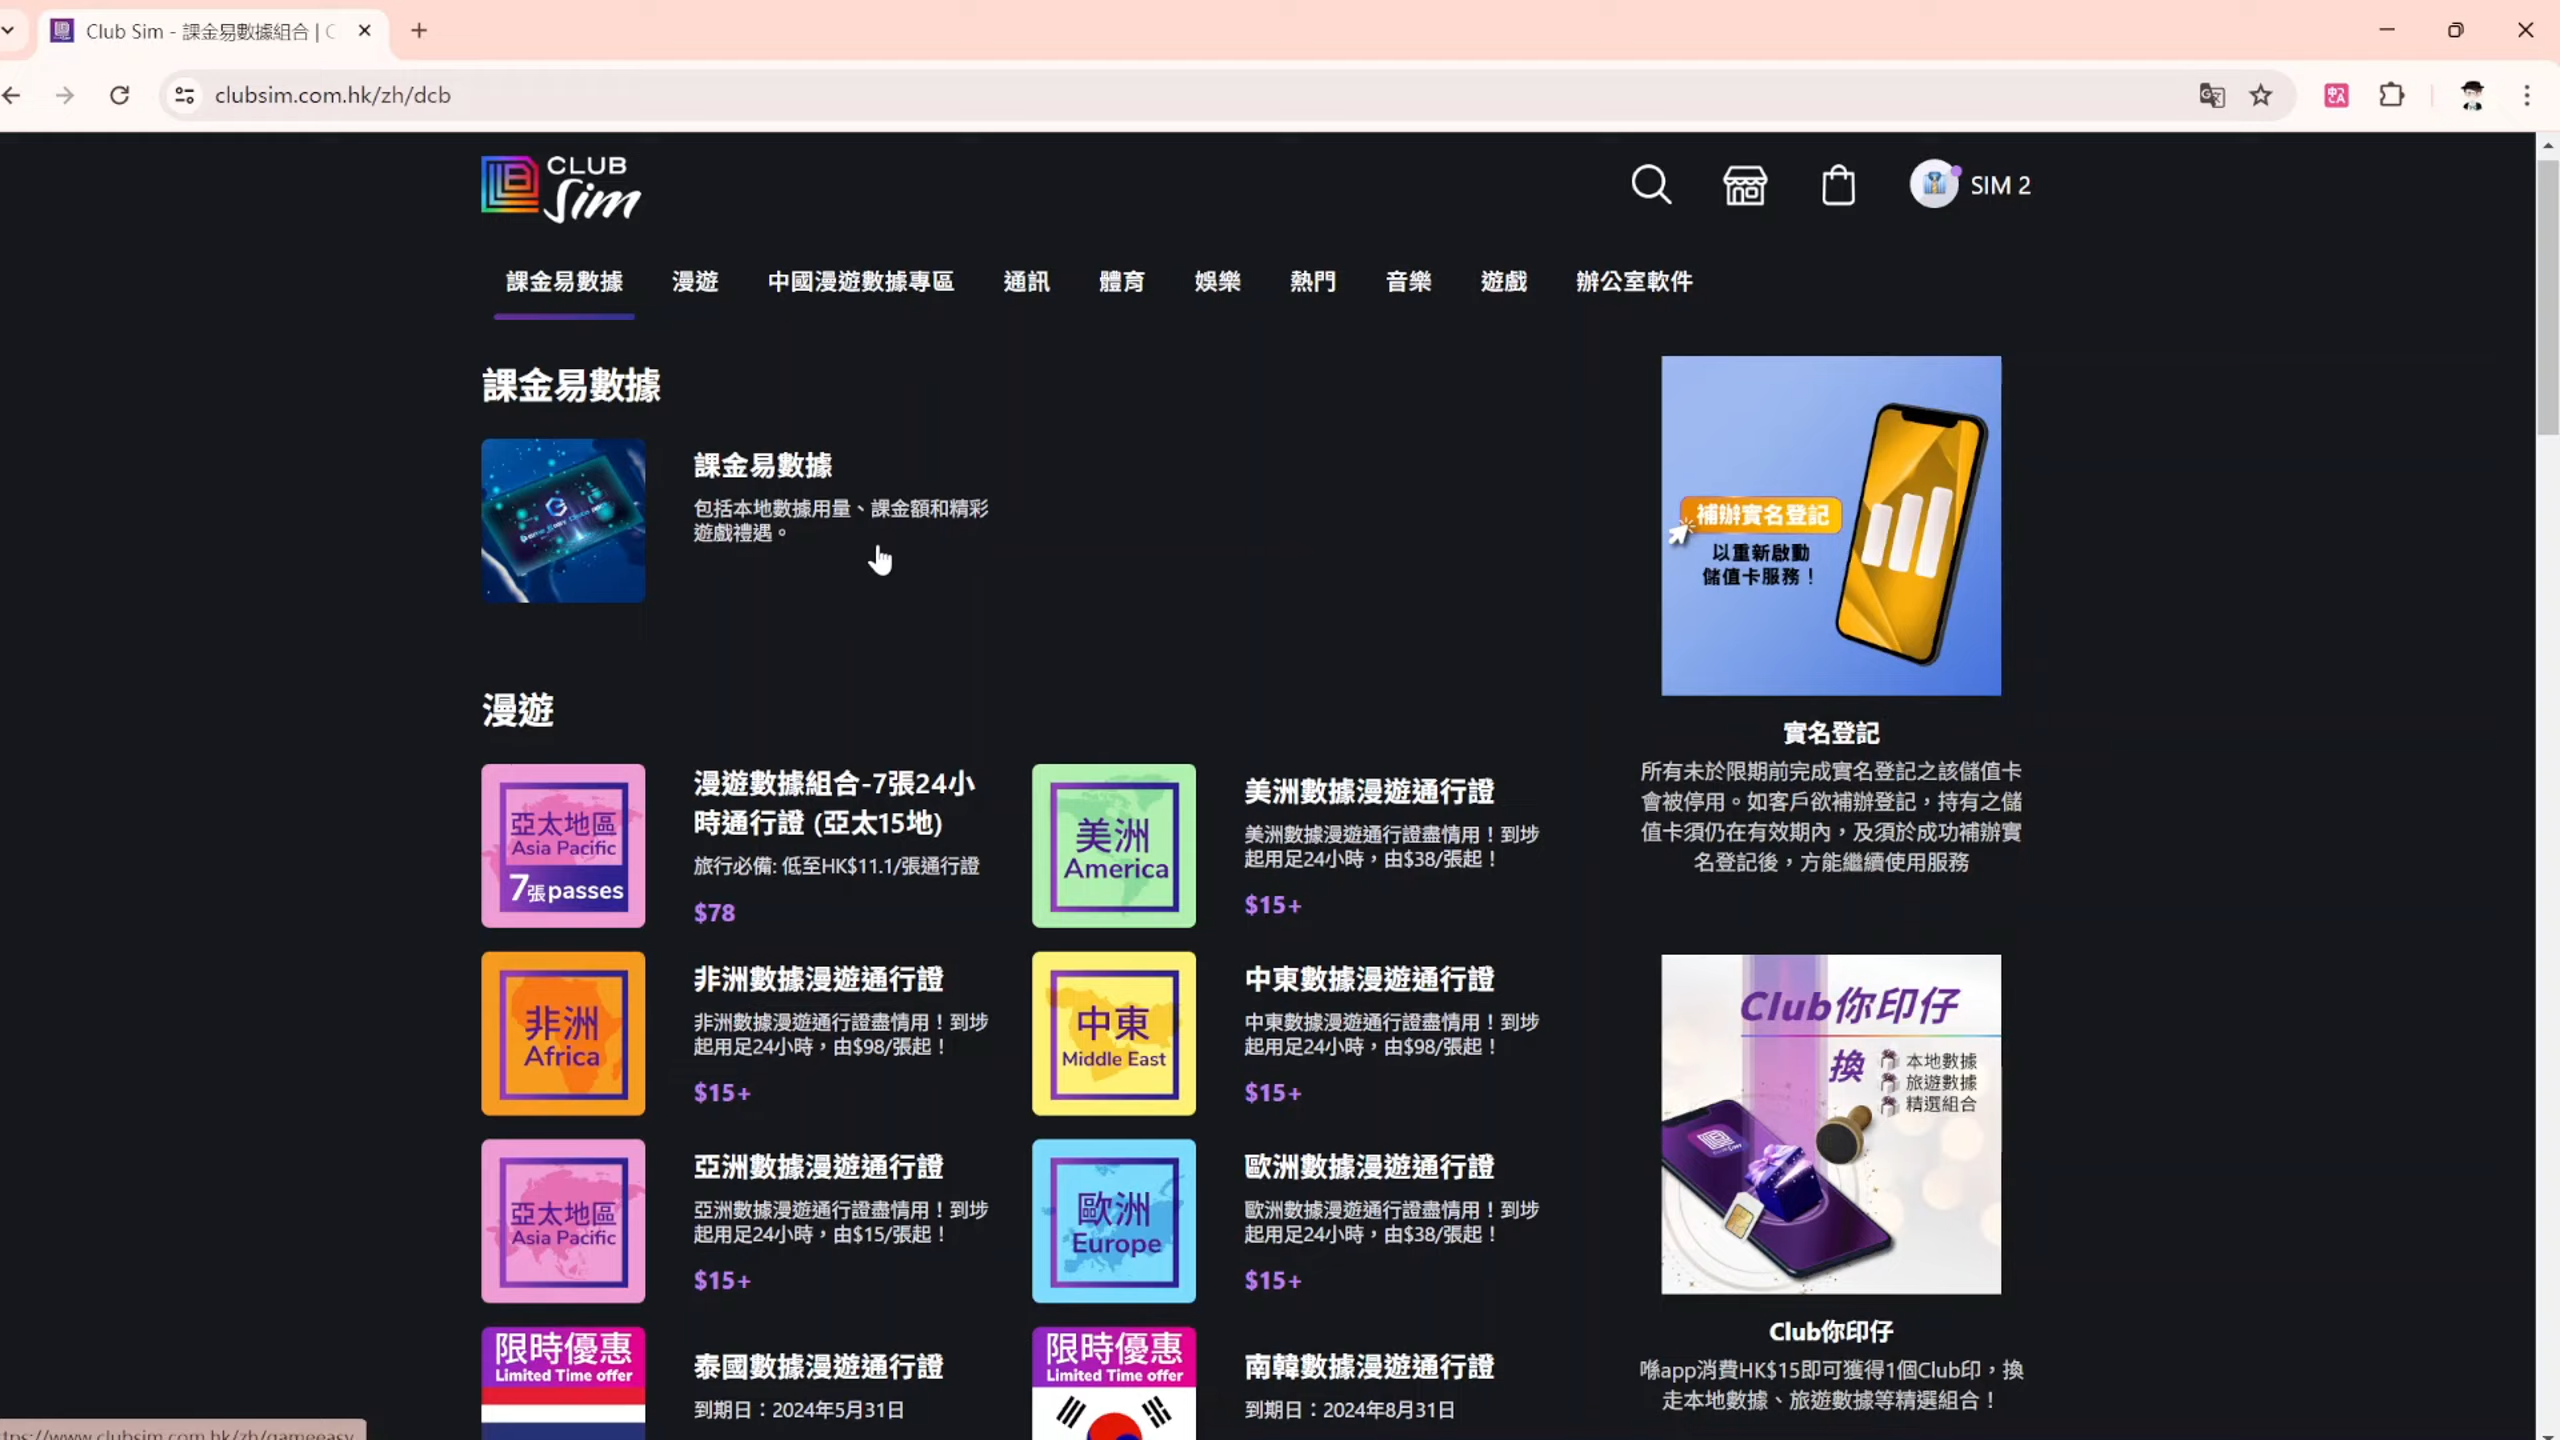 Club Sim - 課金易數據組合 | C
clubsim.com.hk/zh/dcb
CLUB
Sim
SIM 2
課金易數據 漫遊 中國漫遊數據專區 通訊 體育 娛樂 熱門 音樂 遊戲 辦公室軟件
課金易數據
課金易數據
包括本地數據用量、課金額和精彩
遊戲禮遇。
漫遊
亞太地區
Asia Pacific
7張passes
漫遊數據組合-7張24小
時通行證 (亞太15地)
旅行必備: 低至HK$11.1/張通行證
$78
美洲
America
美洲數據漫遊通行證
美洲數據漫遊通行證盡情用！到埗
起用足24小時，由$38/張起！
$15+
非洲
Africa
非洲數據漫遊通行證
非洲數據漫遊通行證盡情用！到埗
起用足24小時，由$98/張起！
$15+
中東
Middle East
中東數據漫遊通行證
中東數據漫遊通行證盡情用！到埗
起用足24小時，由$98/張起！
$15+
亞太地區
Asia Pacific
亞洲數據漫遊通行證
亞洲數據漫遊通行證盡情用！到埗
起用足24小時，由$15/張起！
$15+
歐洲
Europe
歐洲數據漫遊通行證
歐洲數據漫遊通行證盡情用！到埗
起用足24小時，由$38/張起！
$15+
限時優惠
Limited Time offer
泰國數據漫遊通行證
到期日：2024年5月31日
限時優惠
Limited Time offer
南韓數據漫遊通行證
到期日：2024年8月31日
補辦實名登記
以重新啟動
儲值卡服務！
實名登記
所有未於限期前完成實名登記之該儲值卡
會被停用。如客戶欲補辦登記，持有之儲
值卡須仍在有效期內，及須於成功補辦實
名登記後，方能繼續使用服務
Club你印仔
換
本地數據
旅遊數據
精選組合
Club你印仔
喺app消費HK$15即可獲得1個Club印，換
走本地數據、旅遊數據等精選組合！
ttps://www.clubsim.com.hk/zh/gameeasy